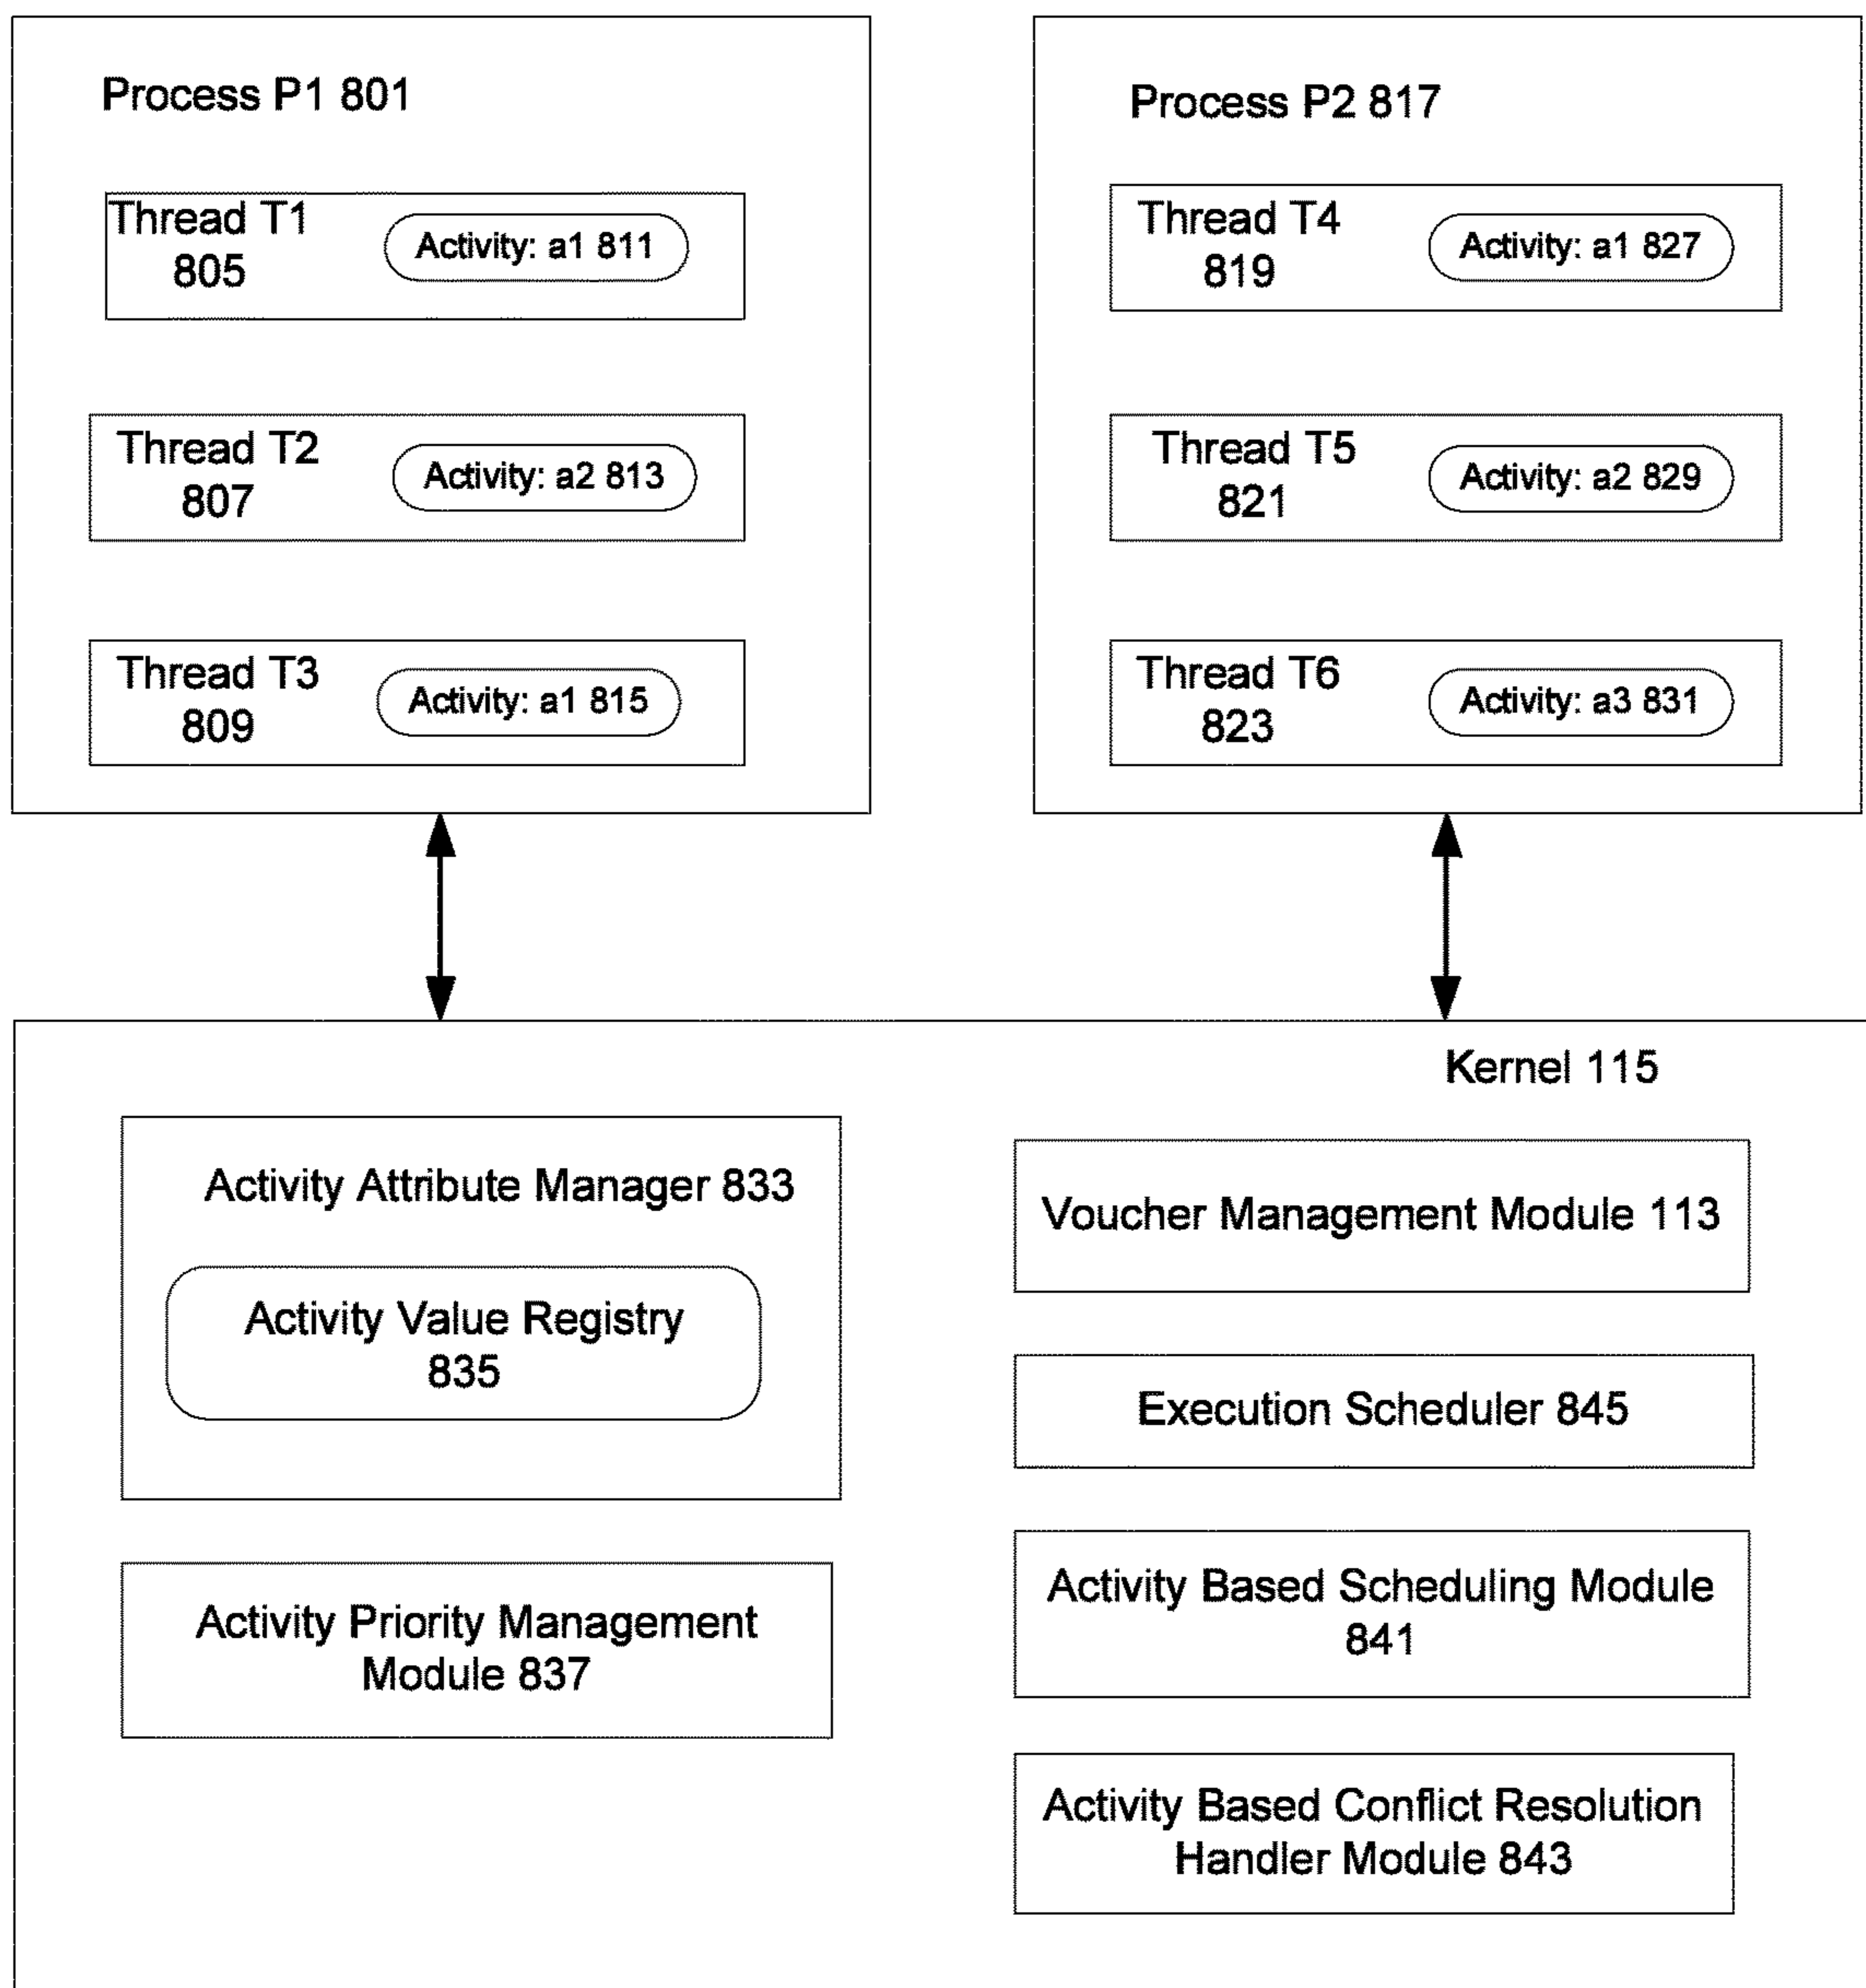 Process P1 801
Thread T1
805
Activity: a1 811
Thread T2
807
Activity: a2 813
Thread T3
809
Activity: a1 815
Process P2 817
Thread T4
819
Activity: a1 827
Thread T5
821
Activity: a2 829
Thread T6
823
Activity: a3 831
Kernel 115
Activity Attribute Manager 833
Activity Value Registry
835
Activity Priority Management
Module 837
Voucher Management Module 113
Execution Scheduler 845
Activity Based Scheduling Module
841
Activity Based Conflict Resolution
Handler Module 843